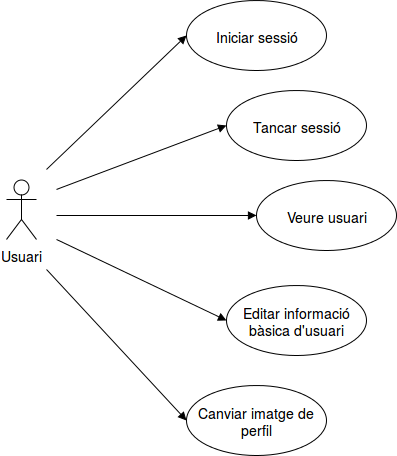 Iniciar sessió
Tancar sessió
Veure usuari
Usuari
Editar informació
bàsica d'usuari
Canviar imatge de
perfil